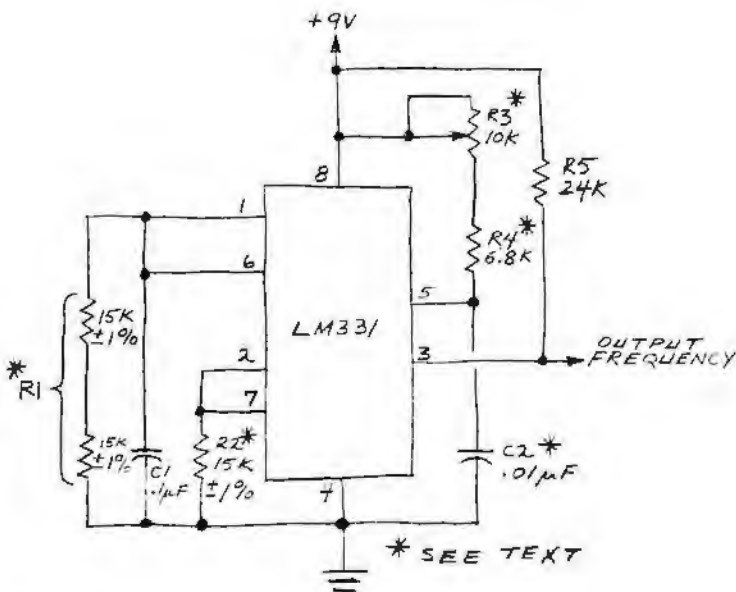 +9V
R3*
10K
R5
24K
8
1
R4*
6.8K
6
5
15K
±1%
LM331
*R1
2
3
OUTPUT
FREQUENCY
7
15K
±1%
C1
.1µF
22*
15K
±1%
C2*
.01µF
4
* SEE TEXT